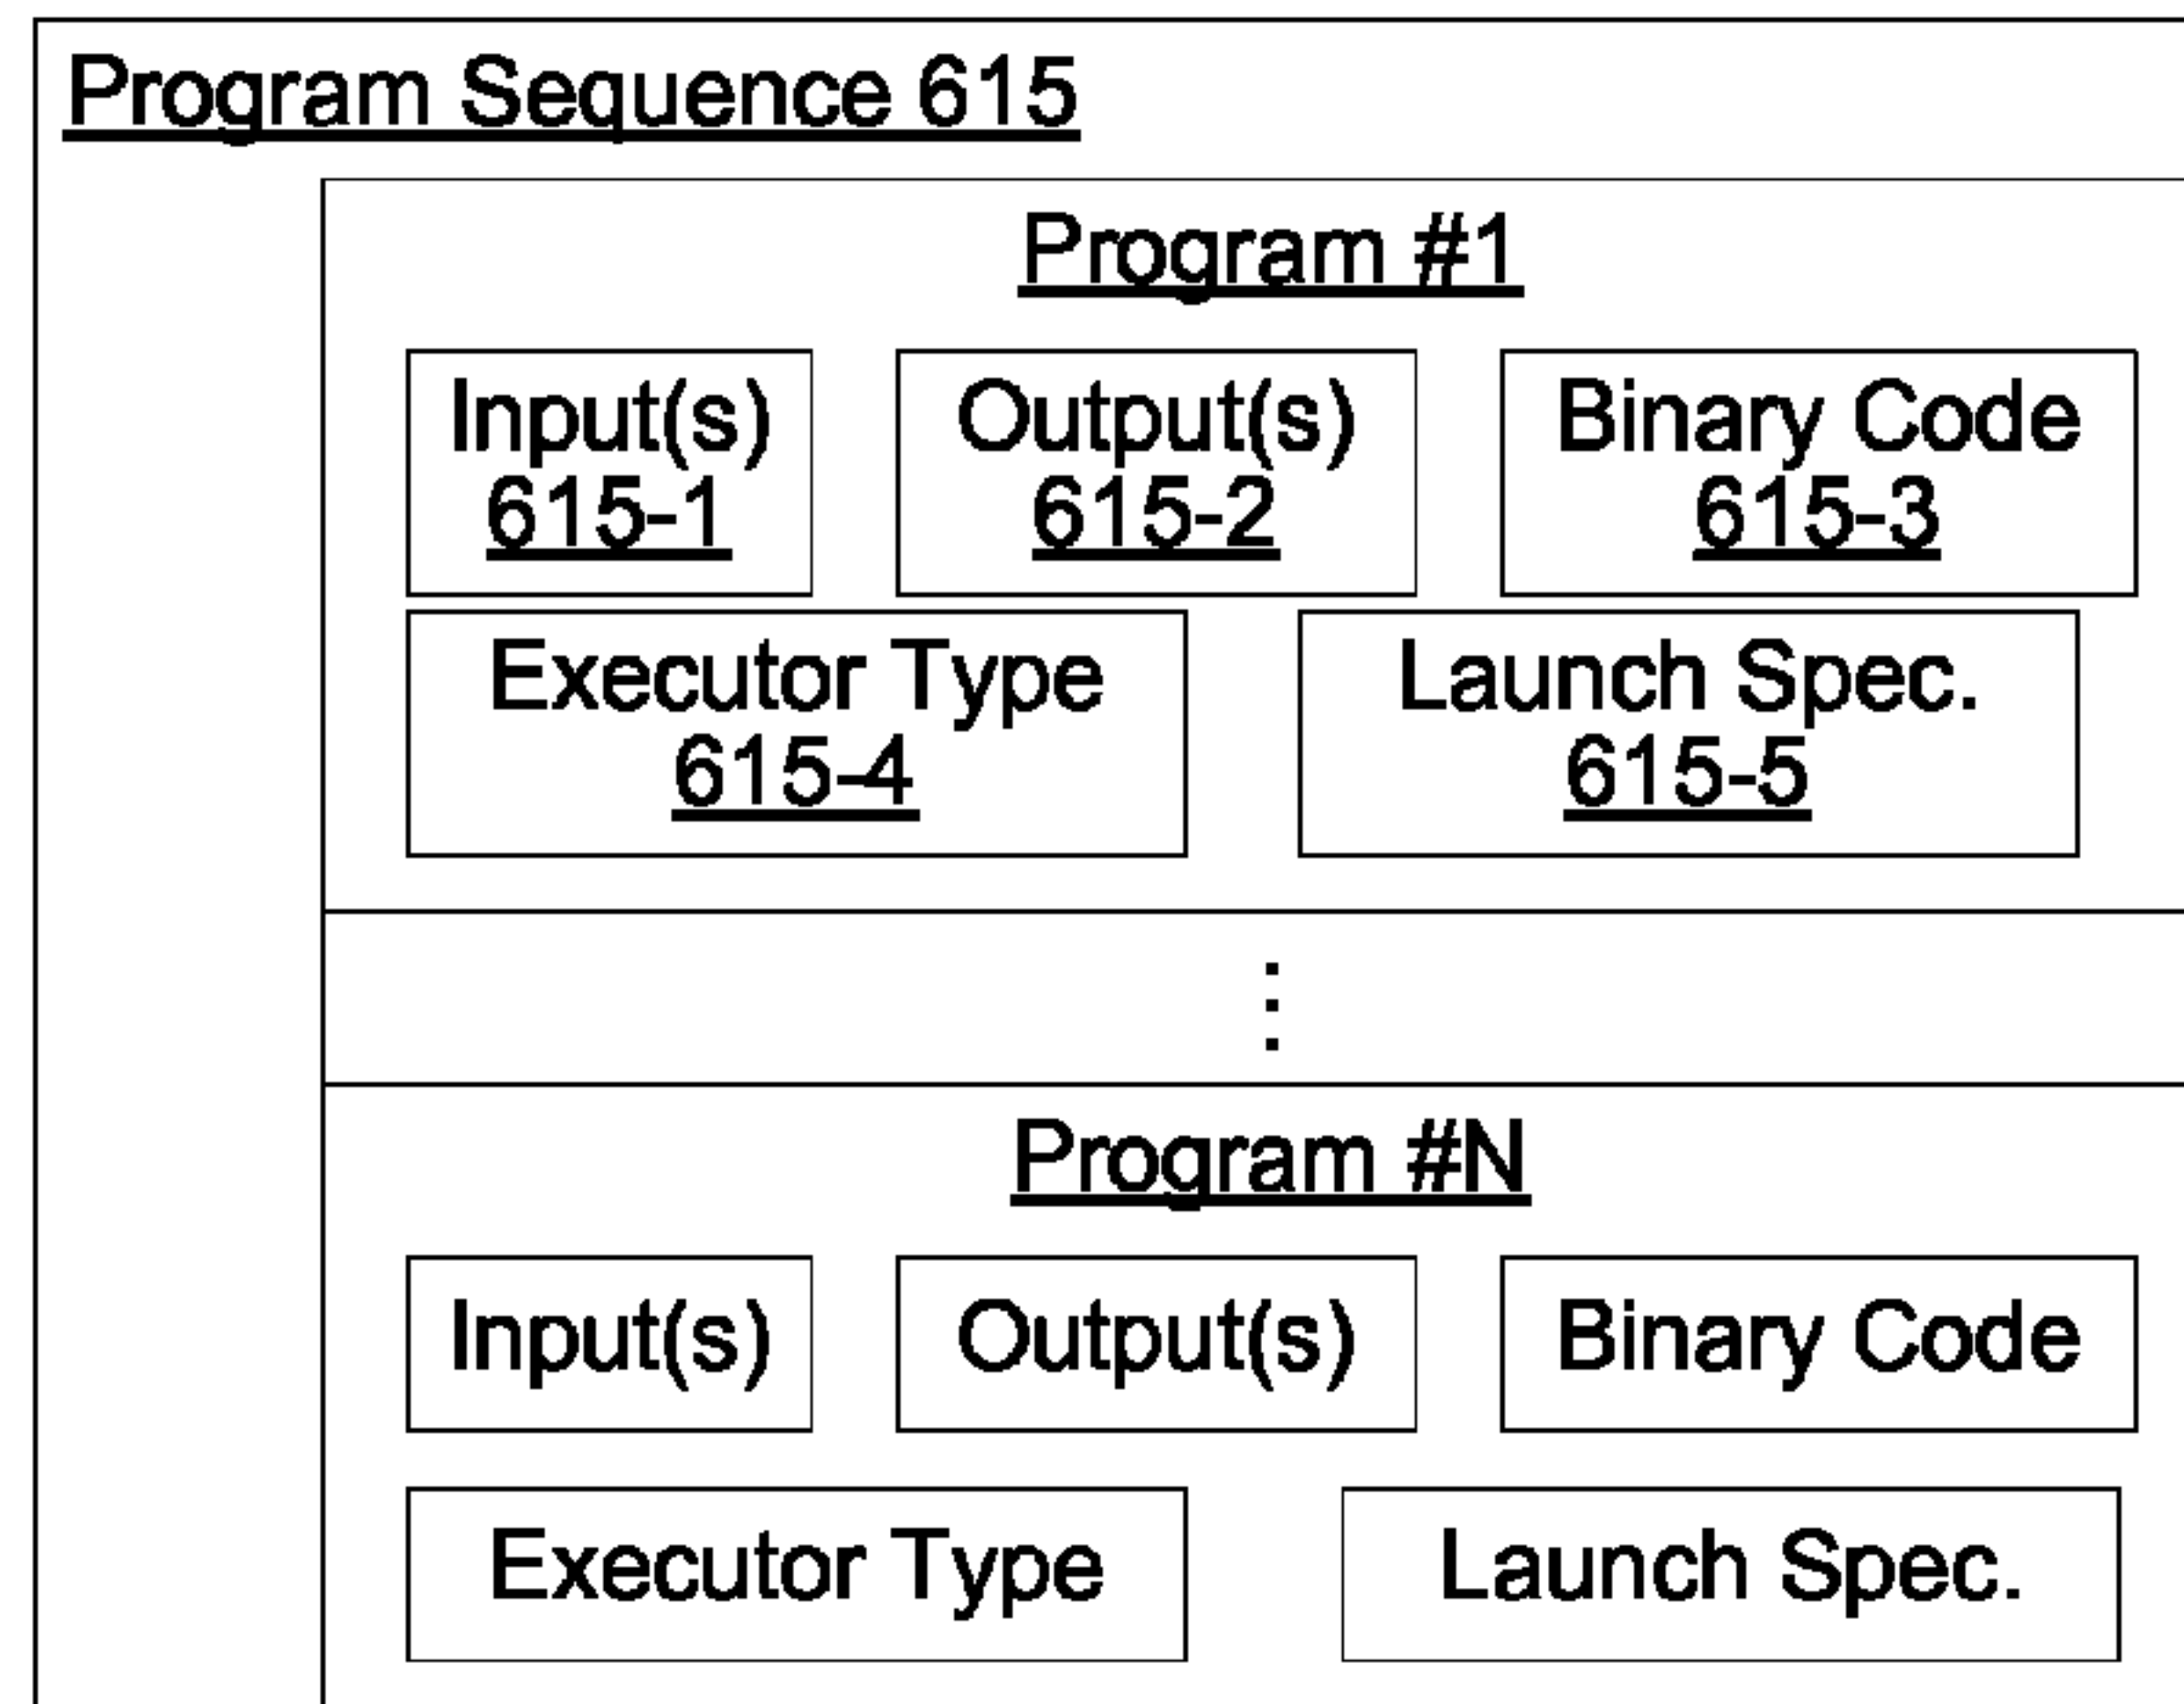 Program Sequence 615
Program #1
Input(s)
615-1
Output(s)
615-2
Binary Code
615-3
Executor Type
615-4
Launch Spec.
615-5
Program #N
Input(s)
Output(s)
Binary Code
Executor Type
Launch Spec.